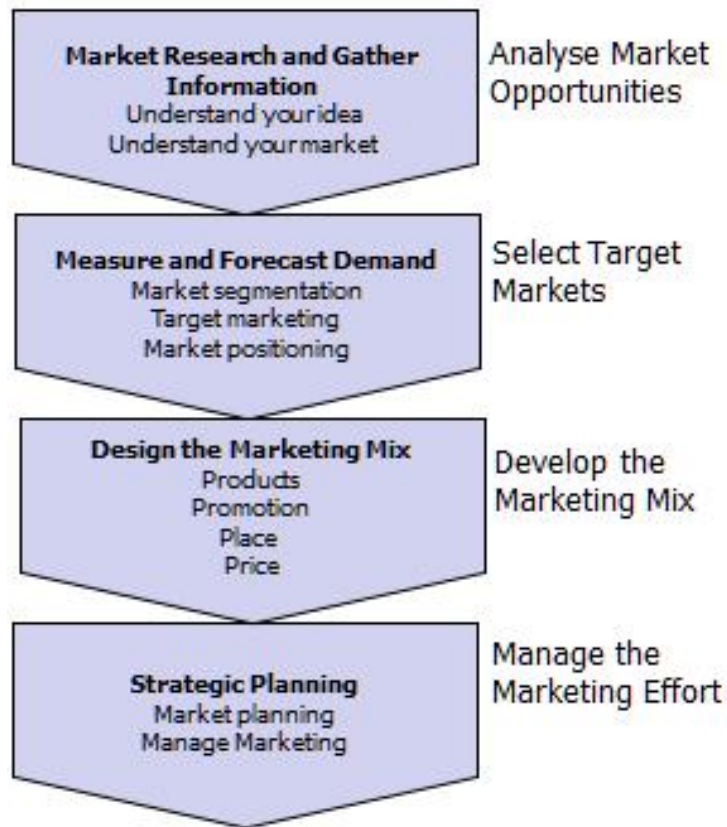 Market Research and Gather
Information
Understand your idea
Understand your market
Analyse Market
Opportunities
Measure and Forecast Demand
Market segmentation
Target marketing
Market positioning
Select Target
Markets
Design the Marketing Mix
Products
Promotion
Place
Price
Develop the
Marketing Mix
Strategic Planning
Market planning
Manage Marketing
Manage the
Marketing Effort